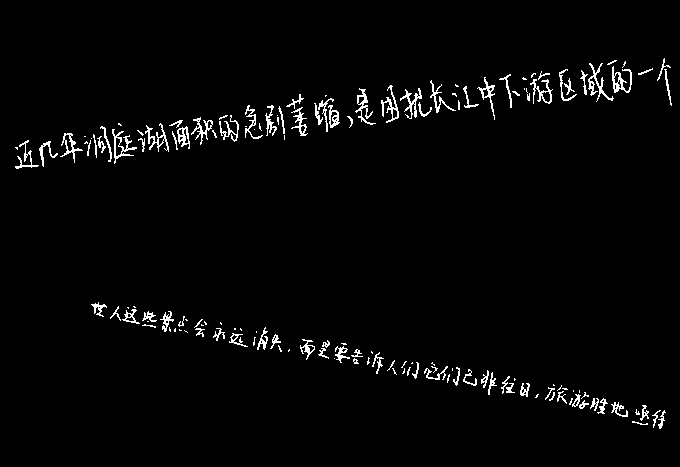 近几年洞庭湖面积的急剧萎缩,是困扰长江中下游区域的一个
世人这些景点会永远消失,而是要告诉人们它们已非往日,旅游胜地亟待